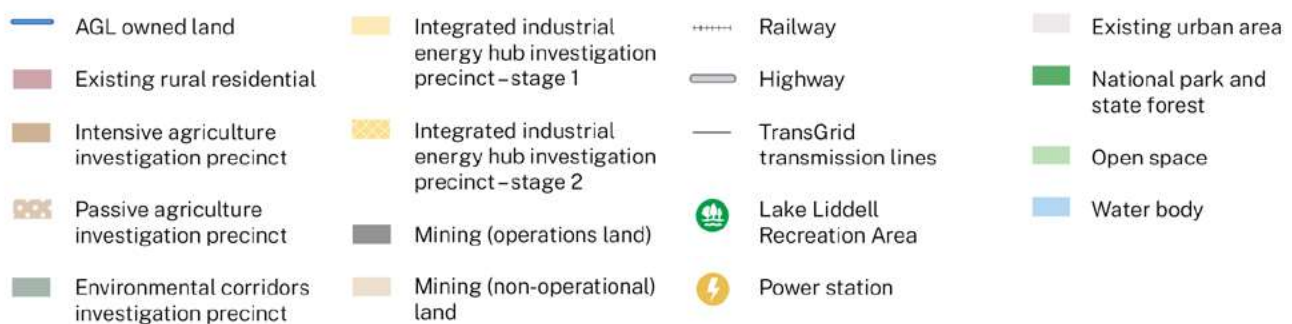 AGL owned land
Existing rural residential
Intensive agriculture
investigation precinct
Passive agriculture
investigation precinct
Environmental corridors
investigation precinct
Integrated industrial
energy hub investigation
precinct – stage 1
Integrated industrial
energy hub investigation
precinct – stage 2
Mining (operations land)
Mining (non-operational)
land
Railway
Highway
TransGrid
transmission lines
Lake Liddell
Recreation Area
Power station
Existing urban area
National park and
state forest
Open space
Water body